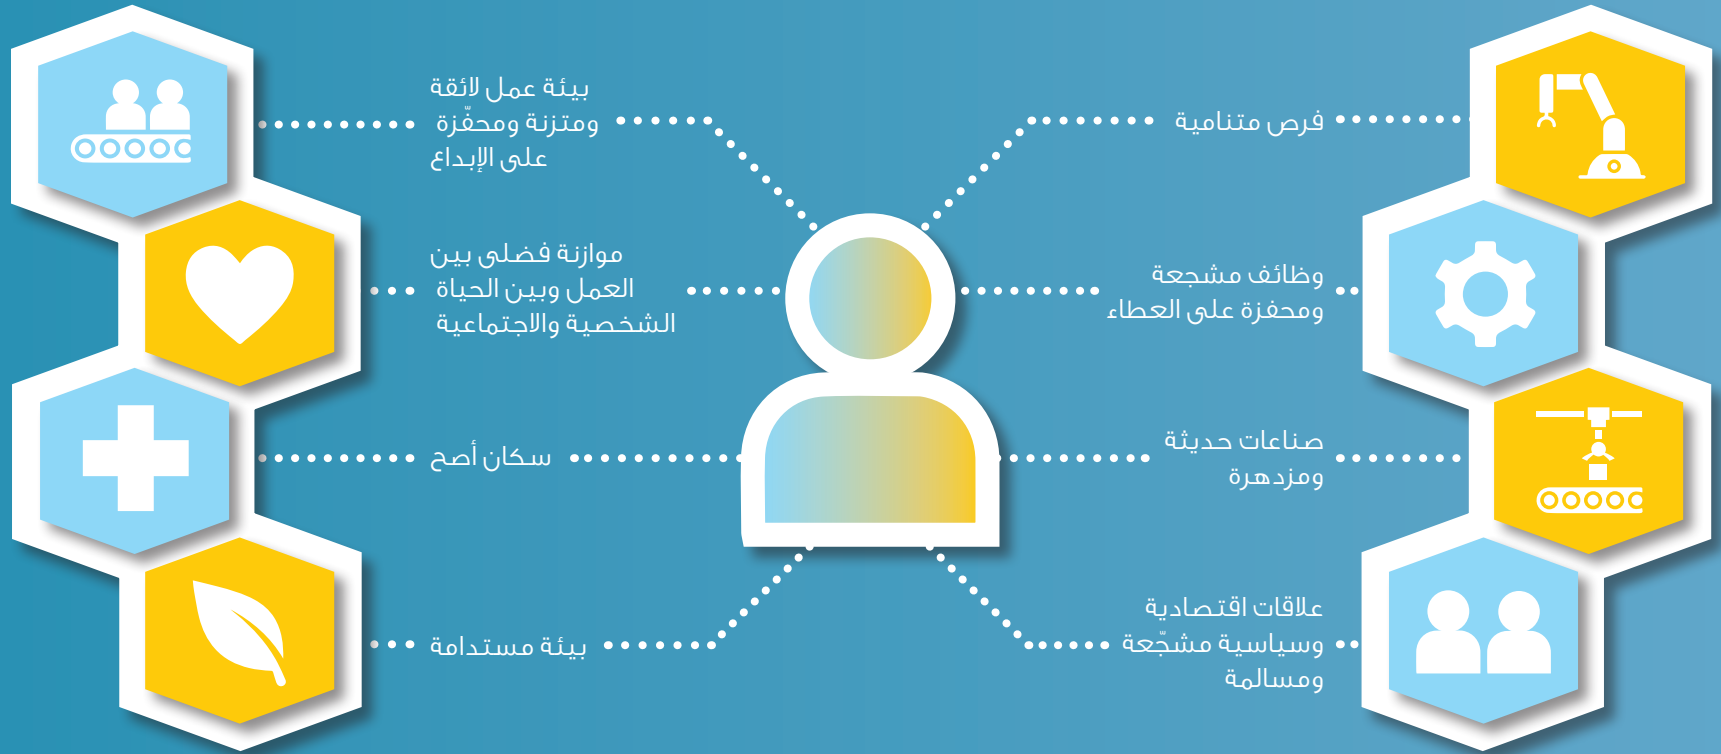 فرص متنامية
وظائف مشجعة
ومحفزة على العطاء
صناعات حديثة
ومزدهرة
علاقات اقتصادية
وسياسية مشجّعة
ومسالمة
بيئة عمل لائقة
ومتزنة ومحفّزة
على الإبداع
موازنة فضلى بين
العمل وبين الحياة
الشخصية والاجتماعية
سكان أصح
بيئة مستدامة